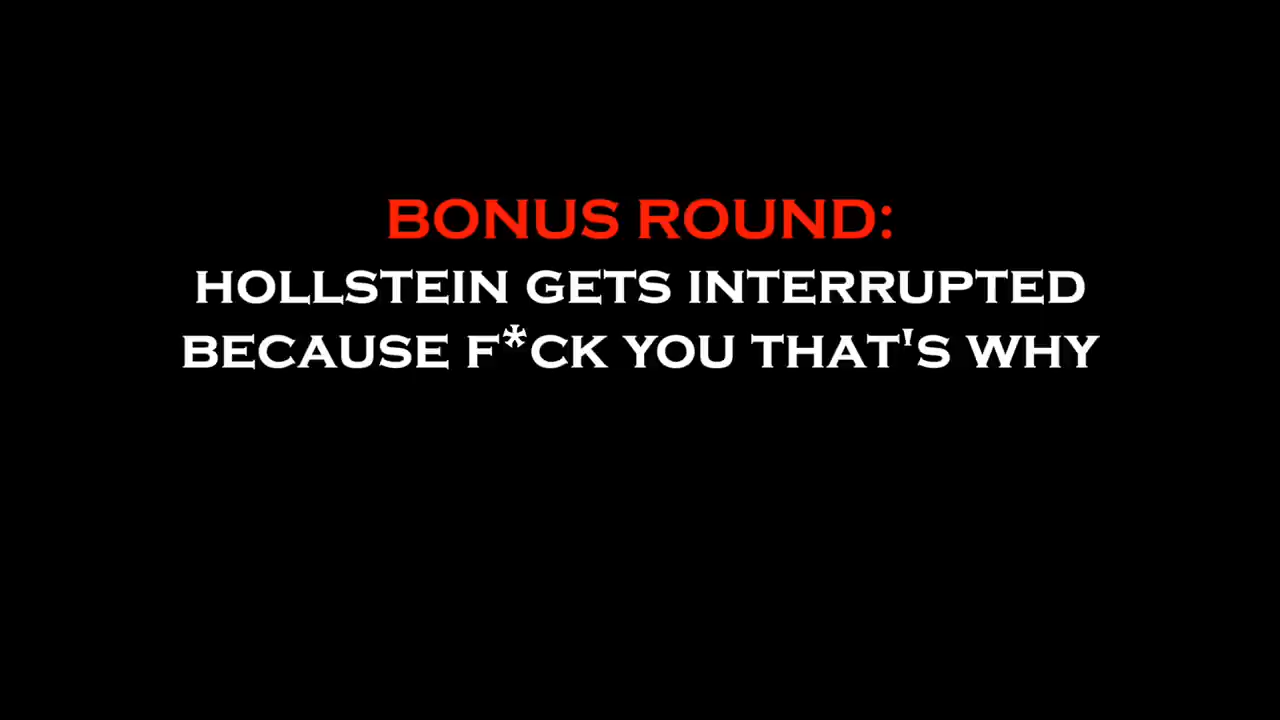 BONUS ROUND:
HOLLSTEIN GETS INTERRUPTED
BECAUSE F*CK YOU THAT'S WHY